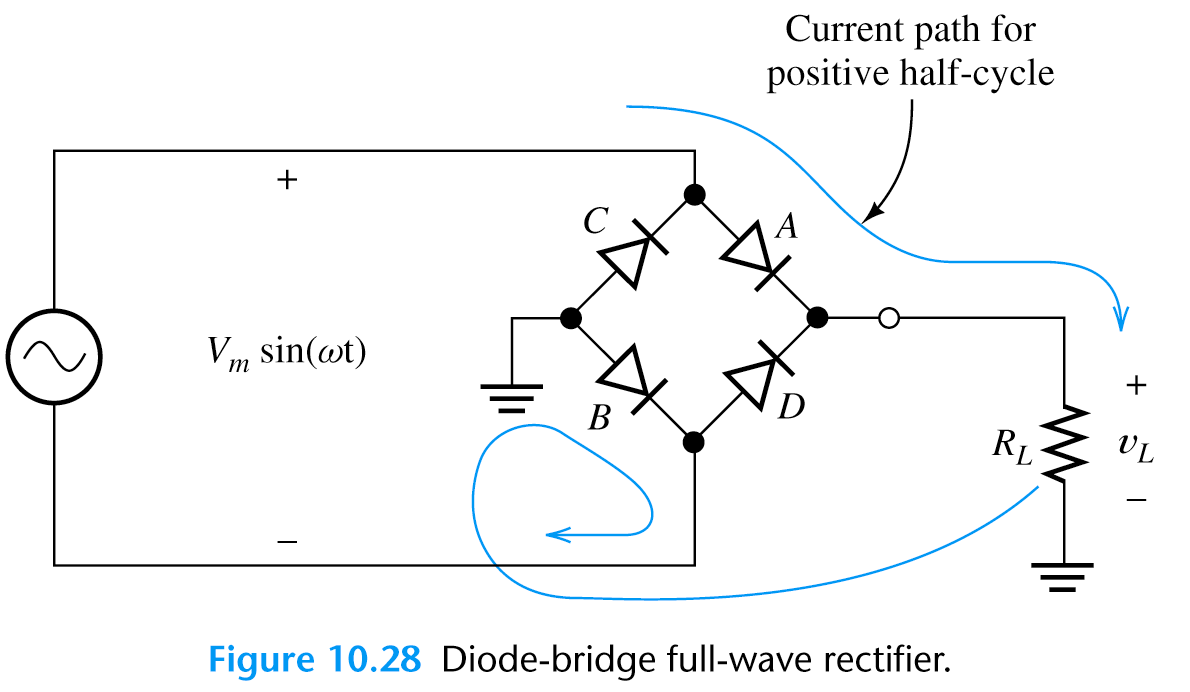 Current path for
positive half-cycle
+
C
A
V_m sin(ωt)
+
B
D
R_L
v_L
−
−
Figure 10.28 Diode-bridge full-wave rectifier.